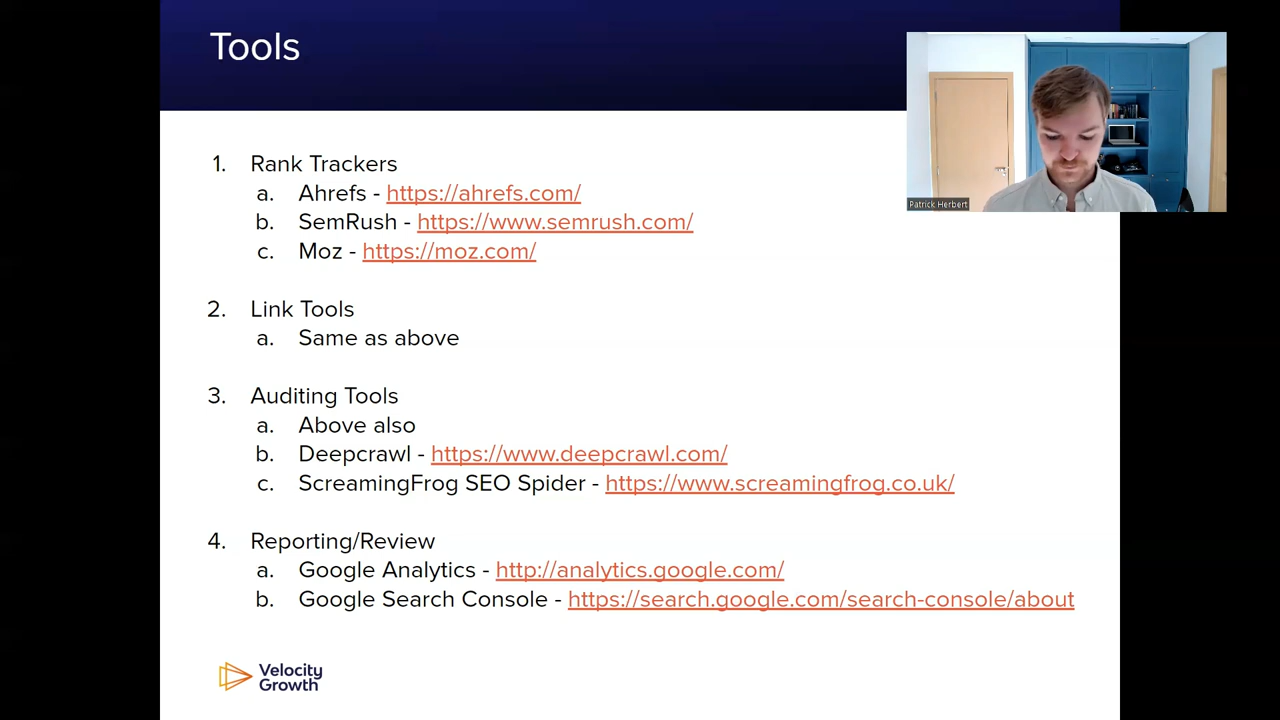 Tools
1. Rank Trackers
a. Ahrefs - https://ahrefs.com/
b. SemRush - https://www.semrush.com/
c. Moz - https://moz.com/
2. Link Tools
a. Same as above
3. Auditing Tools
a. Above also
b. Deepcrawl - https://www.deepcrawl.com/
c. ScreamingFrog SEO Spider - https://www.screamingfrog.co.uk/
4. Reporting/Review
a. Google Analytics - http://analytics.google.com/
b. Google Search Console - https://search.google.com/search-console/about
Velocity
Growth
Patrick Herbert